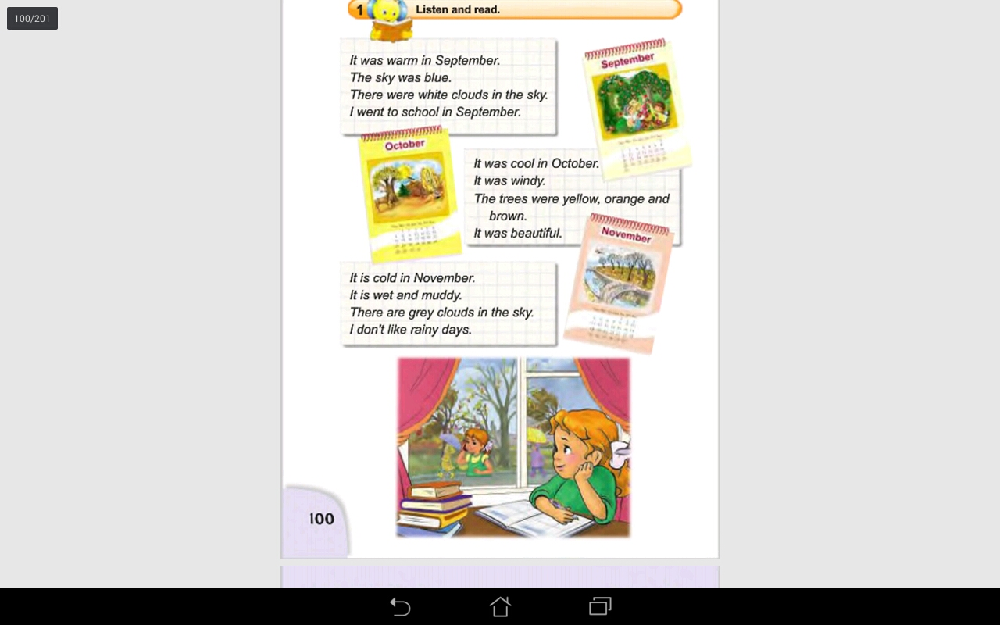 100/201
1 Listen and read.
It was warm in September.
The sky was blue.
There were white clouds in the sky.
I went to school in September.
September
October
It was cool in October.
It was windy.
The trees were yellow, orange and
brown.
It was beautiful.
November
It is cold in November.
It is wet and muddy.
There are grey clouds in the sky.
I don't like rainy days.
100